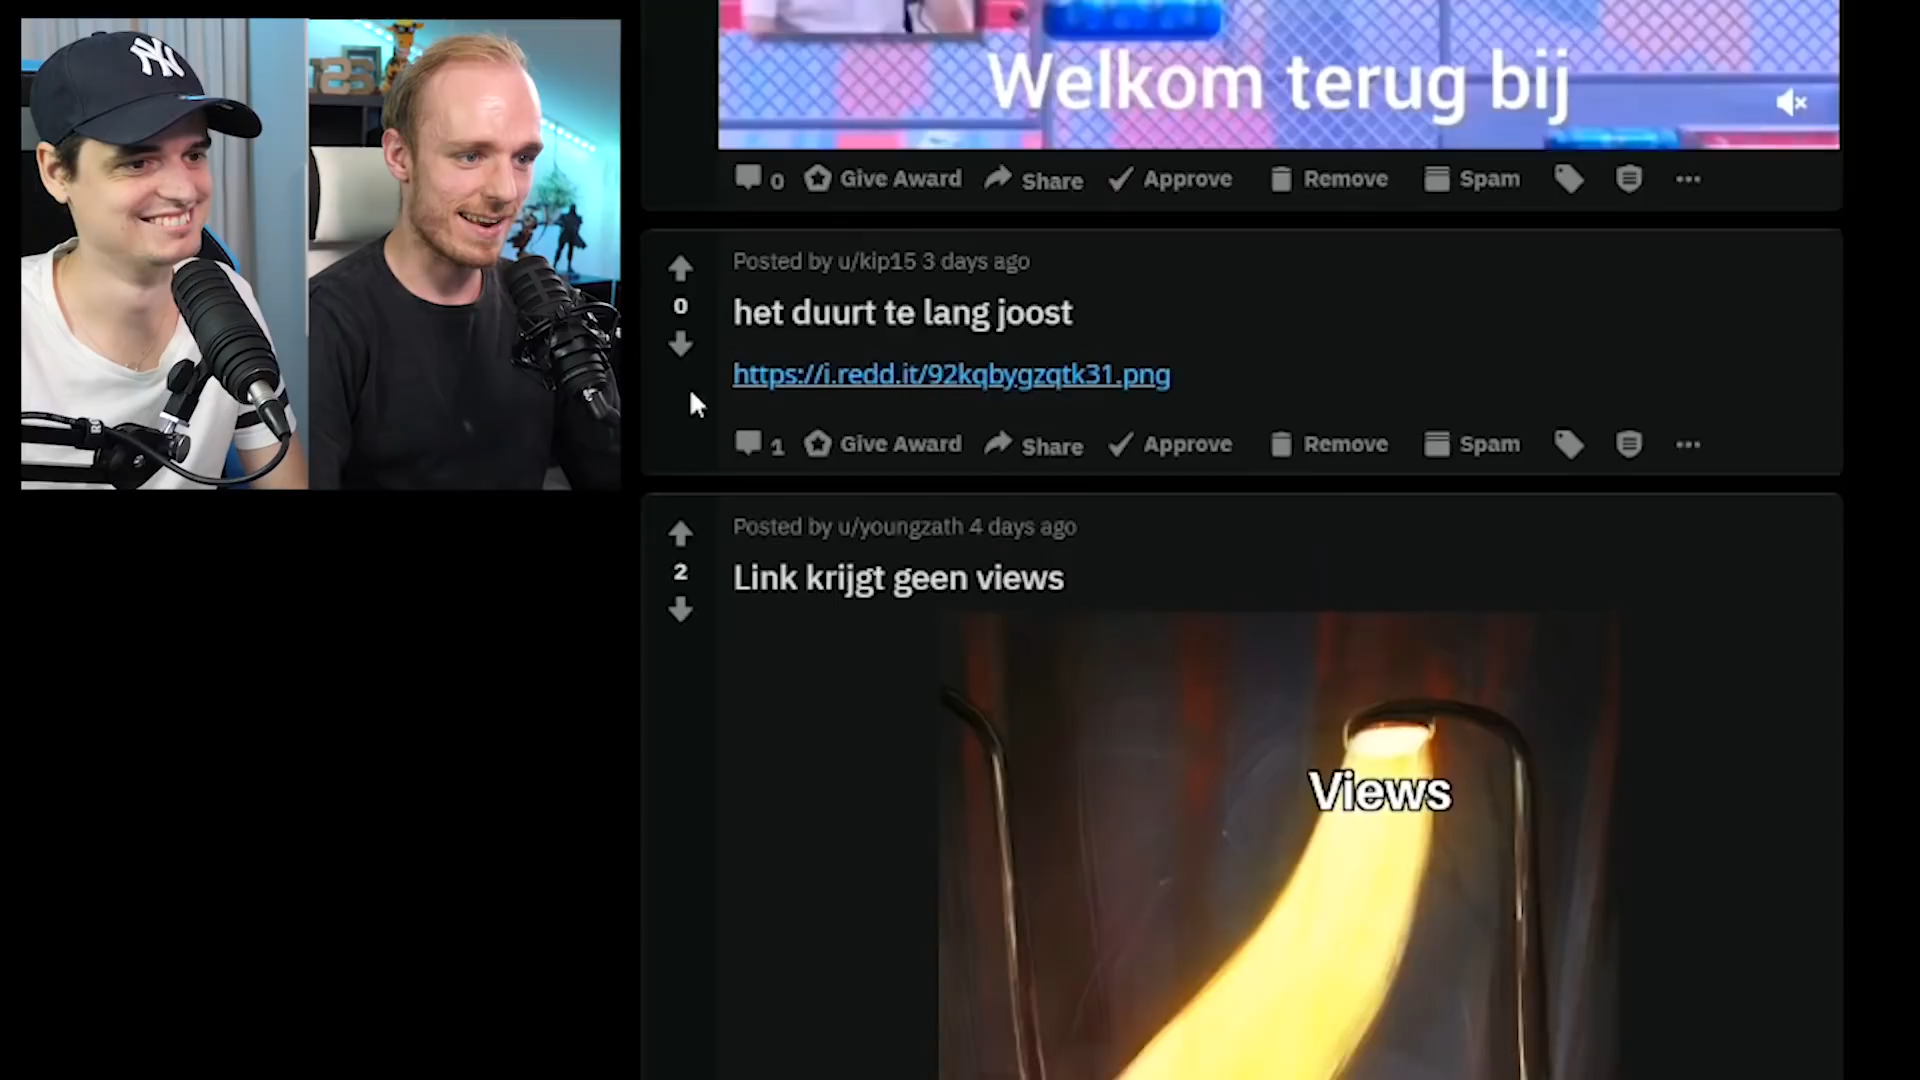 NY
Welkom terug bij
0 Give Award Share Approve Remove Spam
Posted by u/kip15 3 days ago
0
het duurt te lang joost
https://i.redd.it/92kqbygzqtk31.png
1 Give Award Share Approve Remove Spam
Posted by u/youngzath 4 days ago
2
Link krijgt geen views
Views